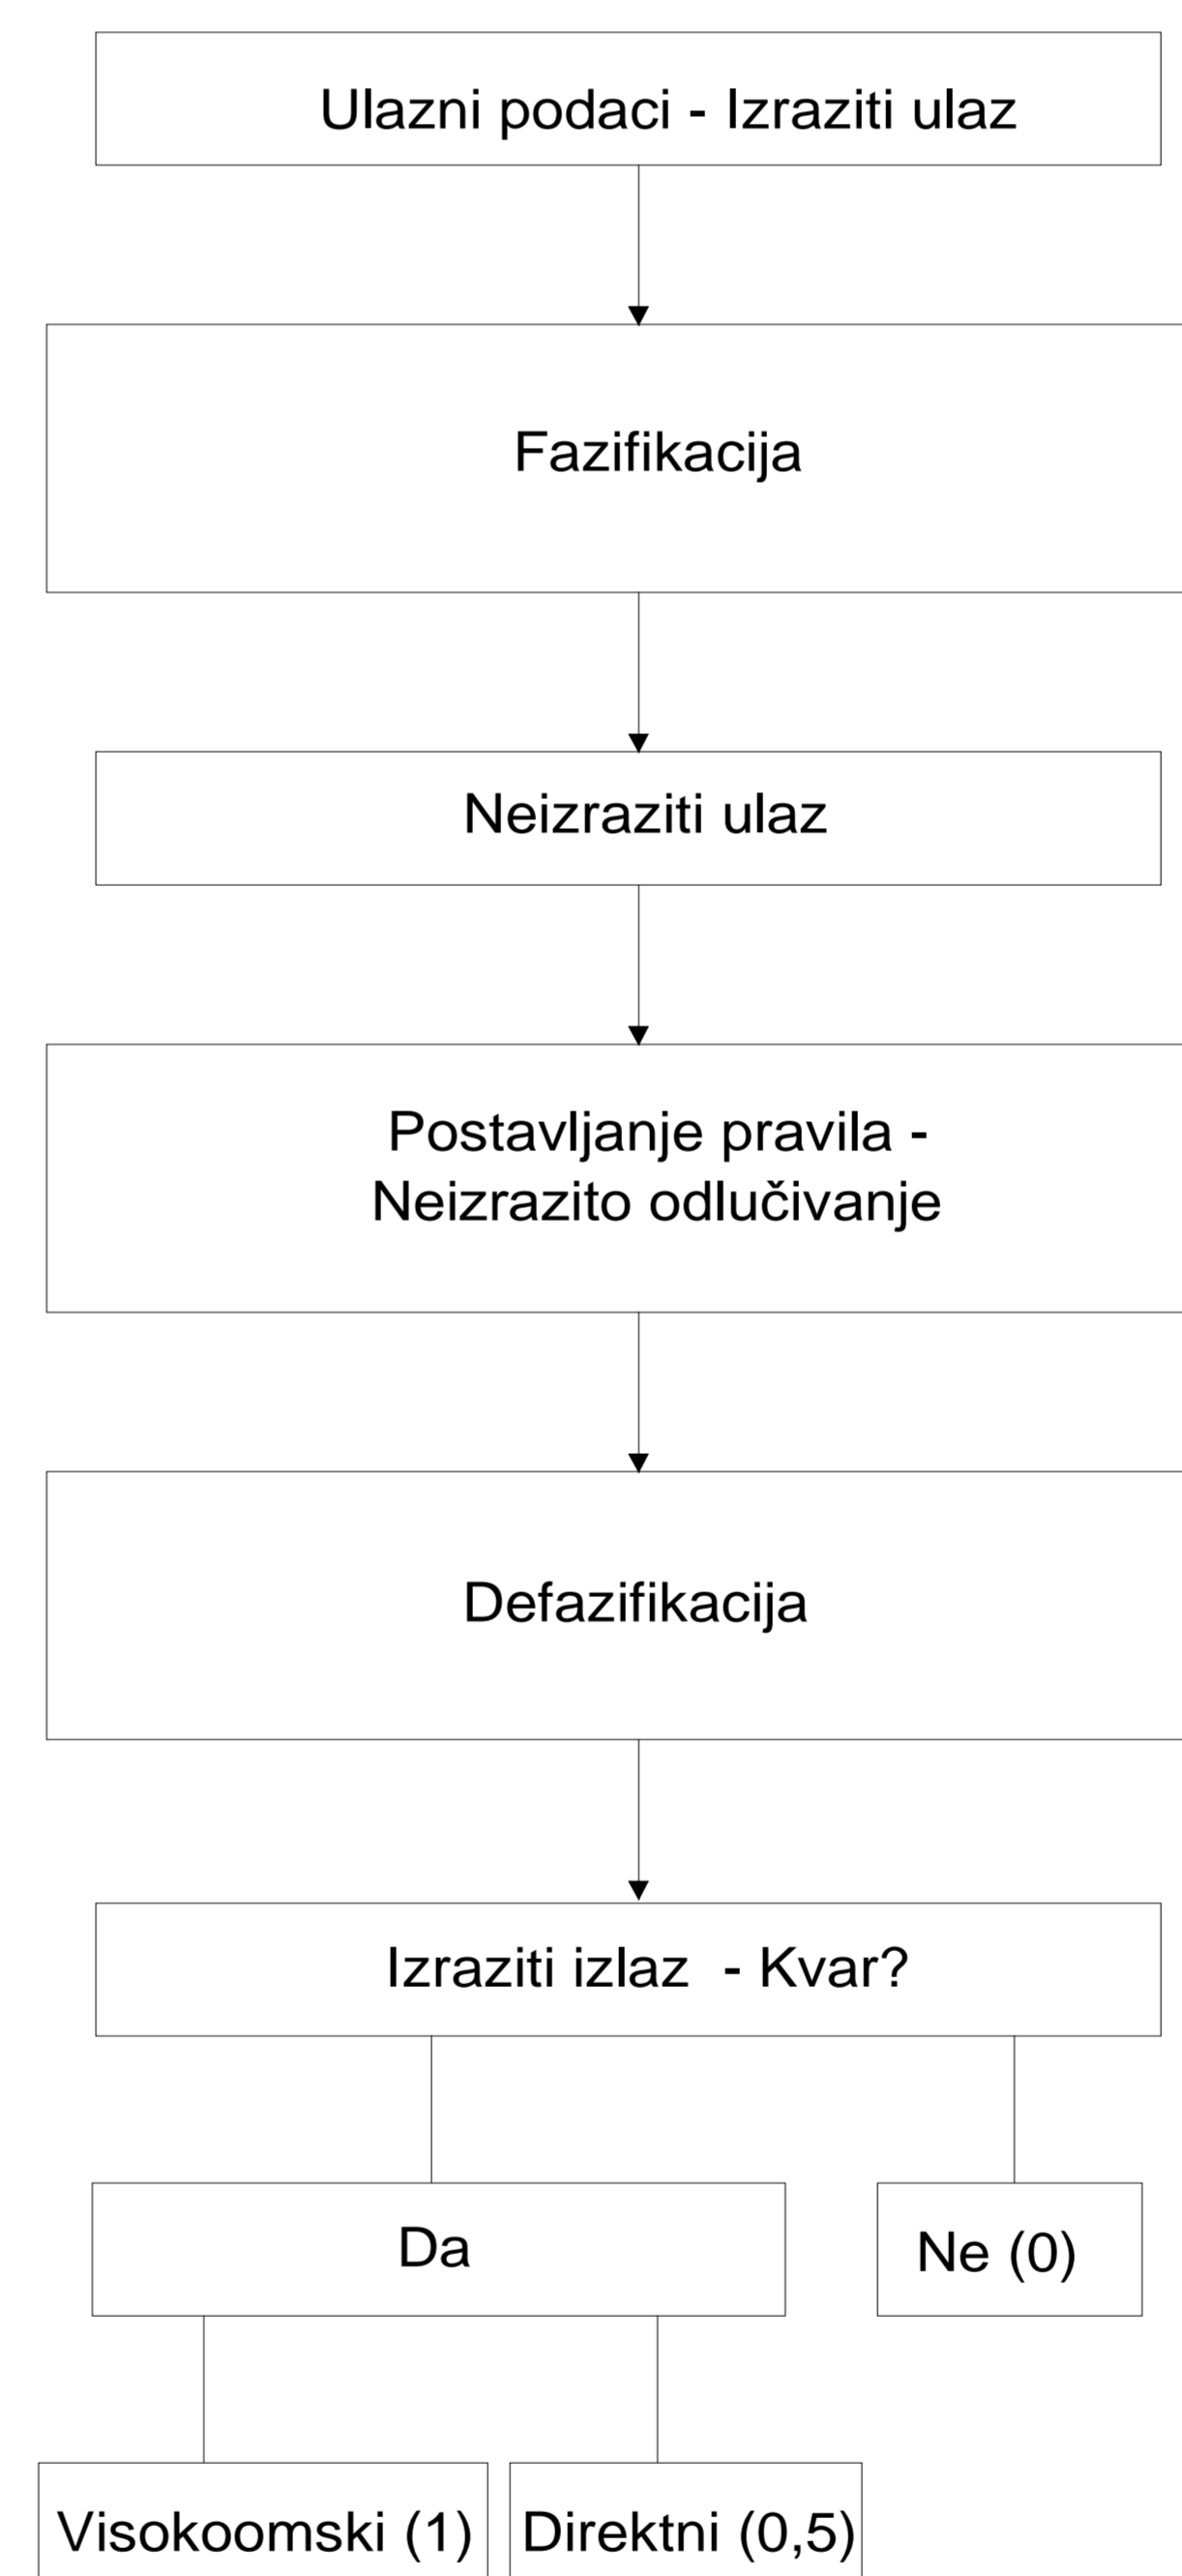 Ulazni podaci - Izraziti ulaz
Fazifikacija
Neizraziti ulaz
Postavljanje pravila -
Neizrazito odlučivanje
Defazifikacija
Izraziti izlaz  - Kvar?
Da
Ne (0)
Visokoomski (1)
Direktni (0,5)